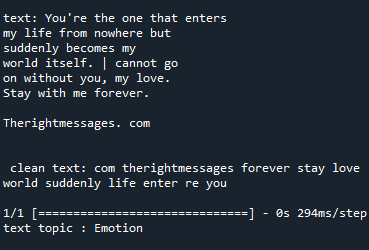 text: You're the one that enters
my life from nowhere but
suddenly becomes my
world itself. | cannot go
on without you, my love.
Stay with me forever.
Therightmessages. com
clean text: com therightmessages forever stay love
world suddenly life enter re you
1/1 [==============================] - 0s 294ms/step
text topic : Emotion